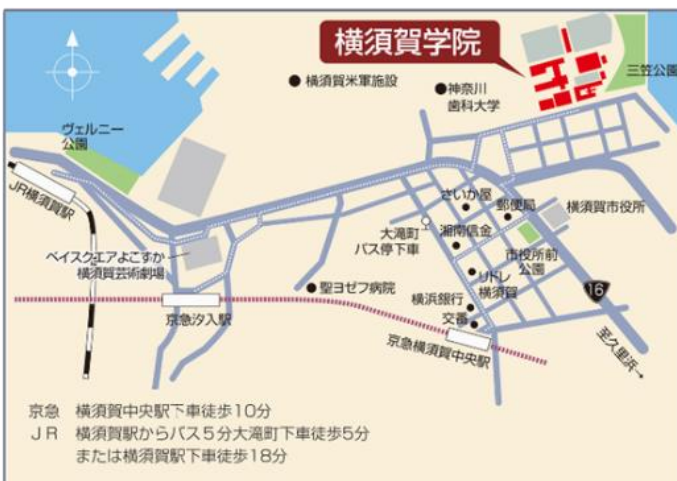 横須賀学院
三笠公園
横須賀米軍施設
神奈川
歯科大学
ヴェルニー
公園
JR横須賀駅
さいか屋
郵便局
横須賀市役所
大滝町
バス停下車
湘南信金
市役所前
公園
ベイスク・エアよこすか
横須賀芸術劇場
リドレ
横須賀
聖ヨゼフ病院
横浜銀行
16
京急汐入駅
交番
京急横須賀中央駅
至久里浜→
京急 横須賀中央駅下車徒歩10分
JR 横須賀駅からバス5分大滝町下車徒歩5分
または横須賀駅下車徒歩18分